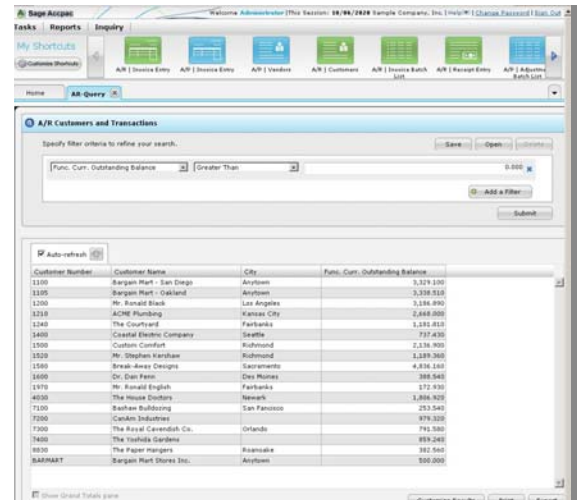 Sage Accpac
Welcome Administrator |This Session: 10/06/2020 Sample Company, Inc. | Help | Change Password | Sign Out
Tasks Reports Inquiry
My Shortcuts
Customize Shortcuts
A/R | Invoice Entry A/P | Invoice Entry A/P | Vendors A/R | Customers A/R | Invoice Batch List A/R | Receipt Entry A/P | Adjustme Batch List
Home AR-Query
A/R Customers and Transactions
Specify filter criteria to refine your search. Save Open Delete
Func. Curr. Outstanding Balance Greater Than 0.000
Add a Filter
Submit
Auto-refresh
Customer Number Customer Name City Func. Curr. Outstanding Balance
1100 Bargain Mart - San Diego Anytown 3,329.100
1105 Bargain Mart - Oakland Anytown 3,338.510
1200 Mr. Ronald Black Los Angeles 3,186.890
1210 ACME Plumbing Kansas City 2,668.000
1240 The Courtyard Fairbanks 1,181.810
1400 Coastal Electric Company Seattle 737.430
1500 Custom Comfort Richmond 2,136.900
1520 Mr. Stephen Kershaw Richmond 1,189.360
1580 Break-Away Designs Sacramento 4,836.160
1600 Dr. Dan Fenn Des Moines 388.540
1970 Mr. Ronald English Fairbanks 172.930
4030 The House Doctors Newark 1,806.920
7100 Bashaw Bulldozing San Fancisco 253.540
7200 CanAm Industries 979.320
7300 The Royal Cavendish Co. Orlando 791.580
7400 The Yoshida Gardens 859.240
8830 The Paper Hangers Roanoake 382.560
BARMART Bargain Mart Stores Inc. Anytown 500.000
Show Grand Totals pane
Customize Results Print Export